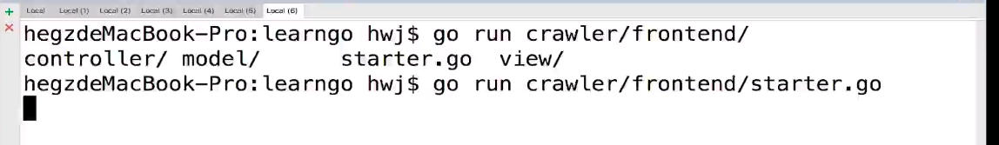 Local Local (1) Local (2) Local (3) Local (4) Local (5) Local (6)
hegzdeMacBook-Pro:learngo hwj$ go run crawler/frontend/
controller/ model/ starter.go view/
hegzdeMacBook-Pro:learngo hwj$ go run crawler/frontend/starter.go